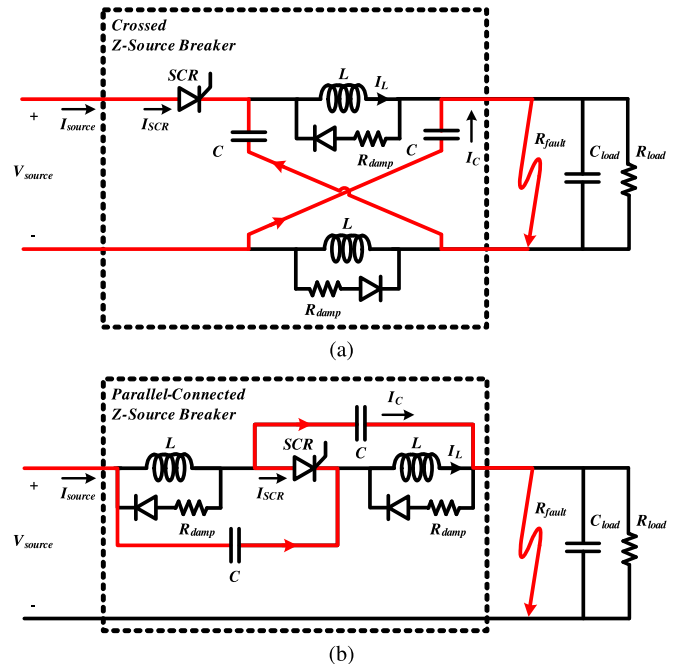 Crossed
Z-Source Breaker
SCR
L
I_L
+
I_source
I_SCR
C
R_damp
C
I_C
R_fault
C_load
R_load
V_source
-
L
R_damp
(a)
Parallel-Connected
Z-Source Breaker
I_C
C
L
SCR
L
I_L
+
I_source
I_SCR
R_damp
R_damp
R_fault
C_load
R_load
V_source
C
-
(b)